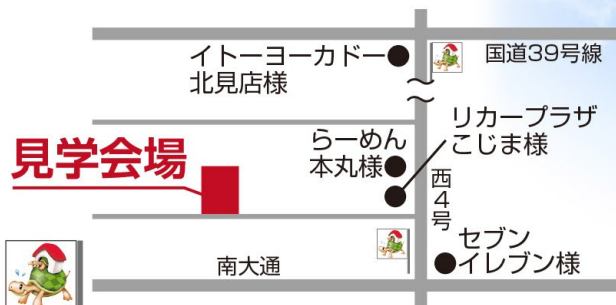 イトーヨーカドー
北見店様
国道39号線
リカープラザ
こじま様
らーめん
本丸様
見学会場
西4号
セブン
イレブン様
南大通